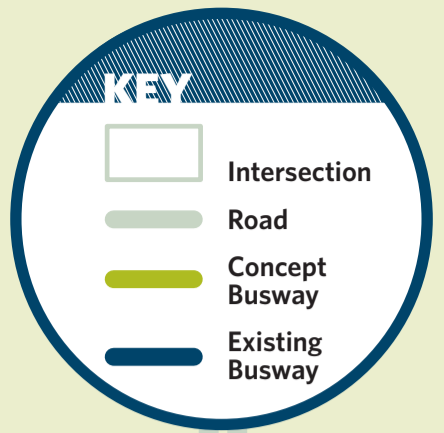 KEY
Intersection
Road
Concept
Busway
Existing
Busway